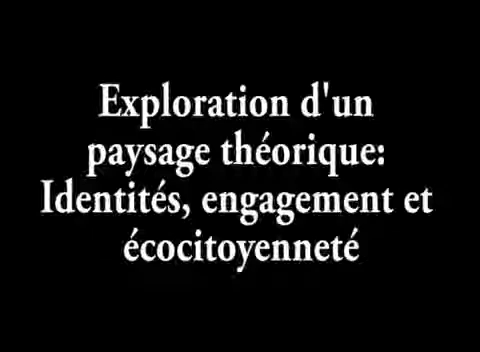 Exploration d'un
paysage théorique:
Identités, engagement et
écocitoyenneté